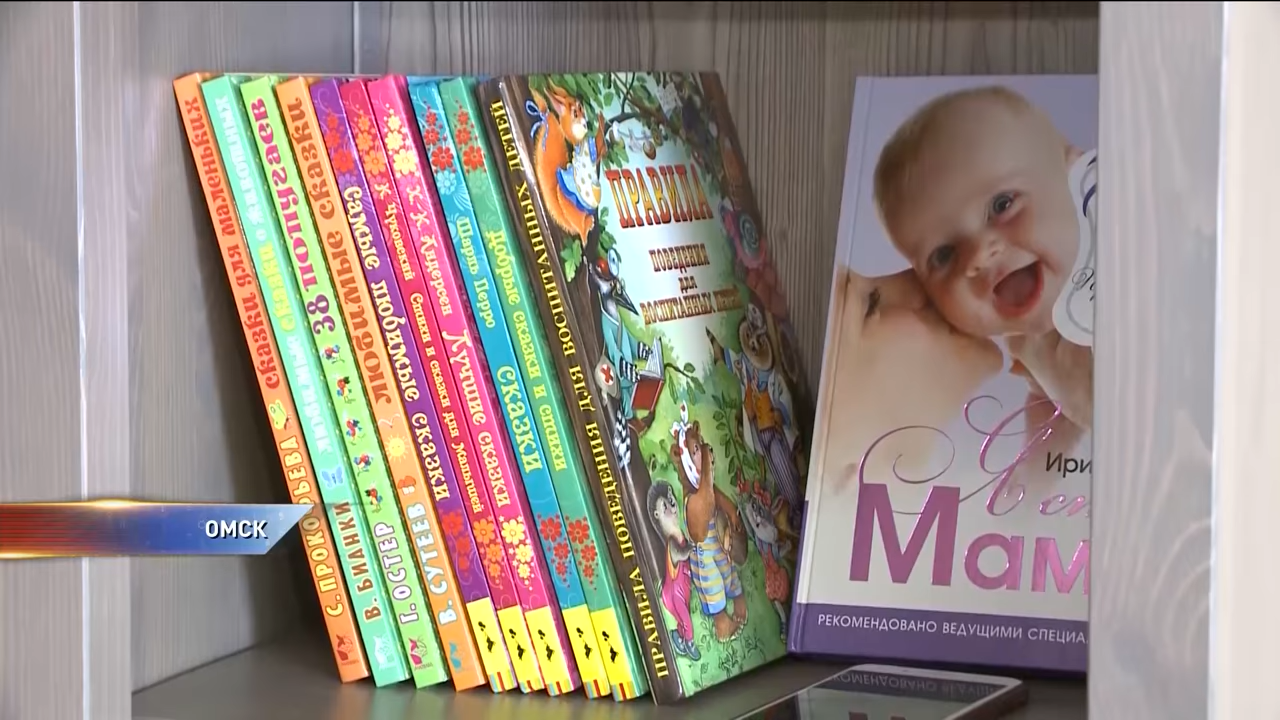 С. ПРОКОФЬЕВА сказки для маленьких
В. БИАНКИ
сказки о животных
Г. ОСТЕР 38 попугаев
В. СУТЕЕВ любимые сказки
Самые любимые сказки
К. Чуковский Стихи и сказки для Малышей
Х. К. Андерсен Лучшие сказки
Шарль Перро СКАЗКИ
Добрые сказки и стихи
ПРАВИЛА ПОВЕДЕНИЯ ДЛЯ ВОСПИТАННЫХ ДЕТЕЙ
ПРАВИЛА
ПОВЕДЕНИЯ
ДЛЯ
ВОСПИТАННЫХ
Ири
Я ст
Мам
РЕКОМЕНДОВАНО ВЕДУЩИМИ СПЕЦИА
ОМСК